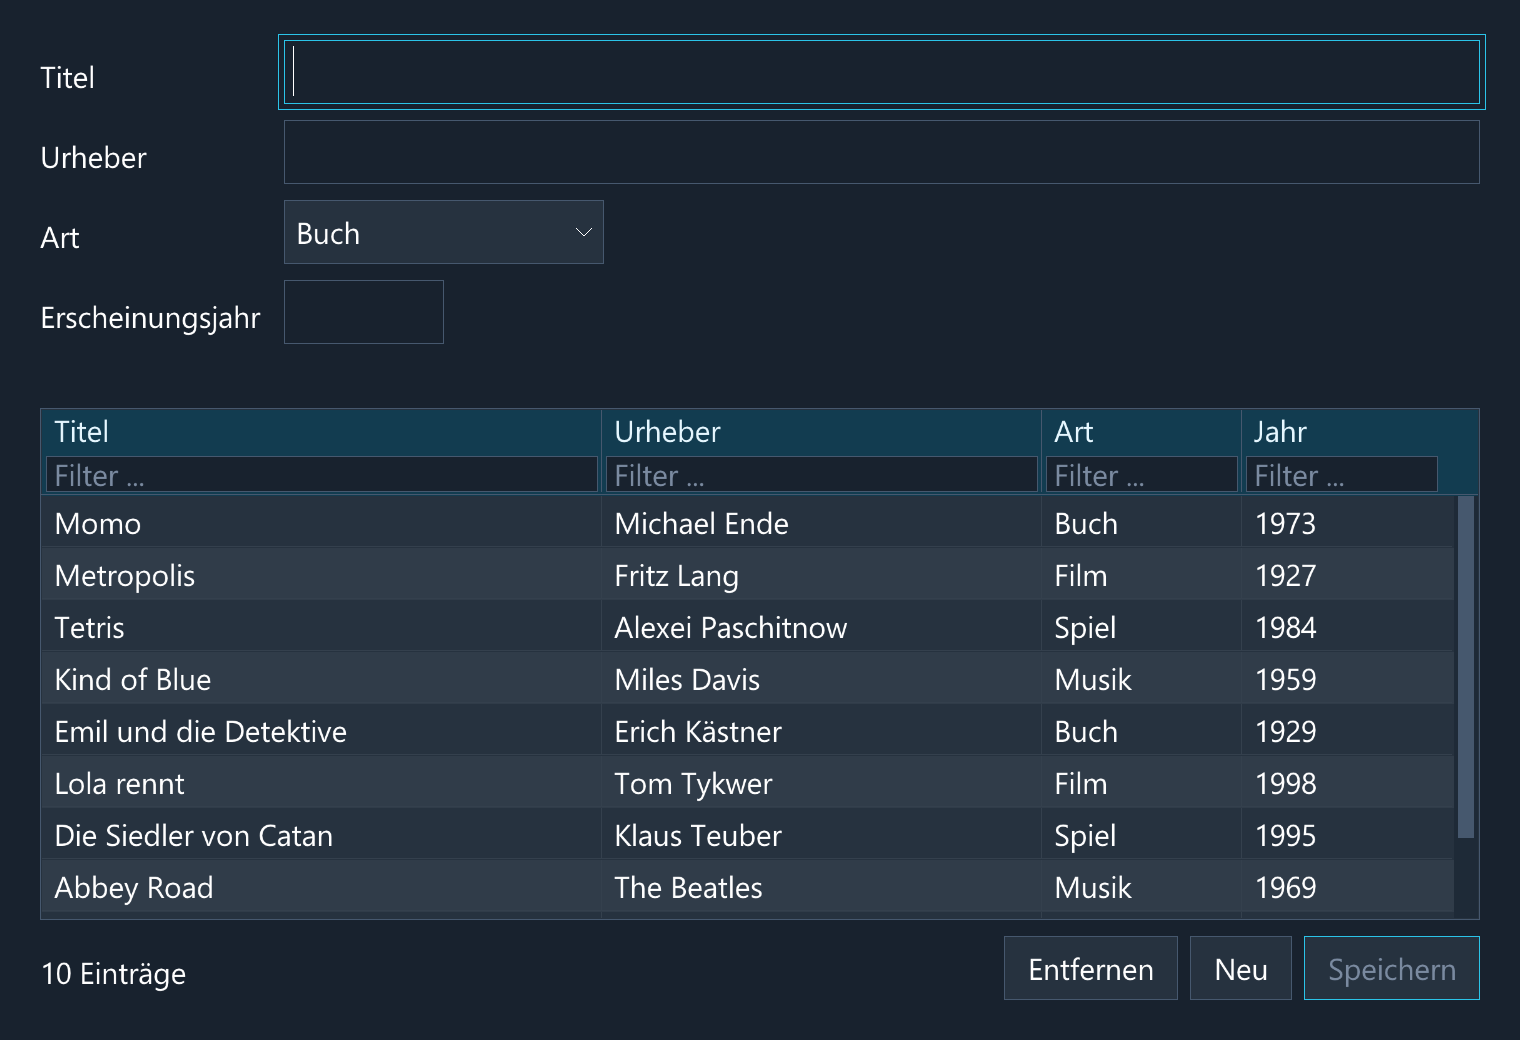 Titel
Urheber
Art Buch
Erscheinungsjahr
Titel Urheber Art Jahr
Filter ... Filter ... Filter ... Filter ...
Momo Michael Ende Buch 1973
Metropolis Fritz Lang Film 1927
Tetris Alexei Paschitnow Spiel 1984
Kind of Blue Miles Davis Musik 1959
Emil und die Detektive Erich Kästner Buch 1929
Lola rennt Tom Tykwer Film 1998
Die Siedler von Catan Klaus Teuber Spiel 1995
Abbey Road The Beatles Musik 1969
10 Einträge Entfernen Neu Speichern